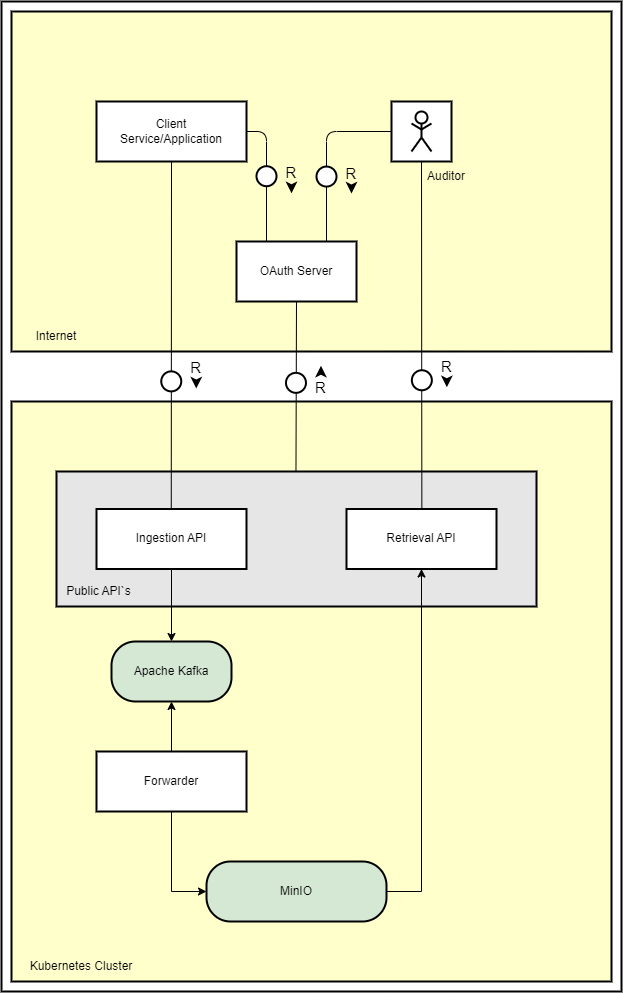 Client
Service/Application
R
R
Auditor
OAuth Server
Internet
R
R
R
Ingestion API
Retrieval API
Public API`s
Apache Kafka
Forwarder
MinIO
Kubernetes Cluster